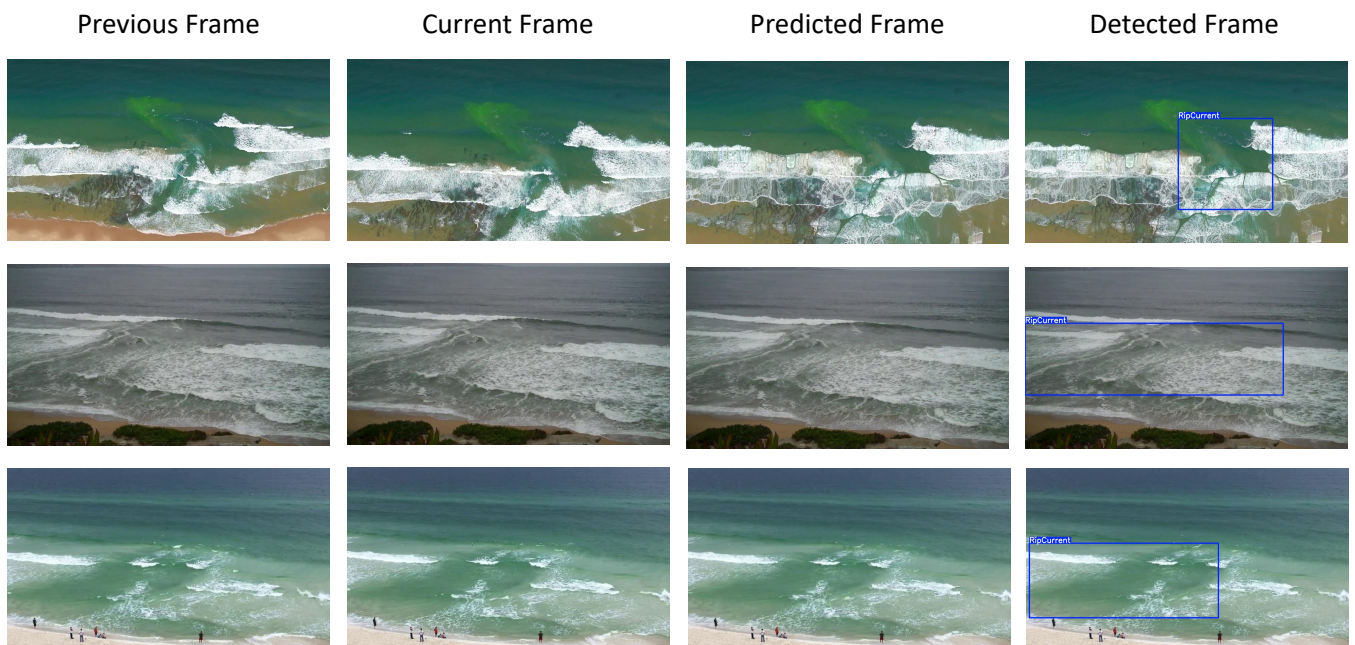 Previous Frame
Current Frame
Predicted Frame
Detected Frame
RipCurrent
RipCurrent
RipCurrent